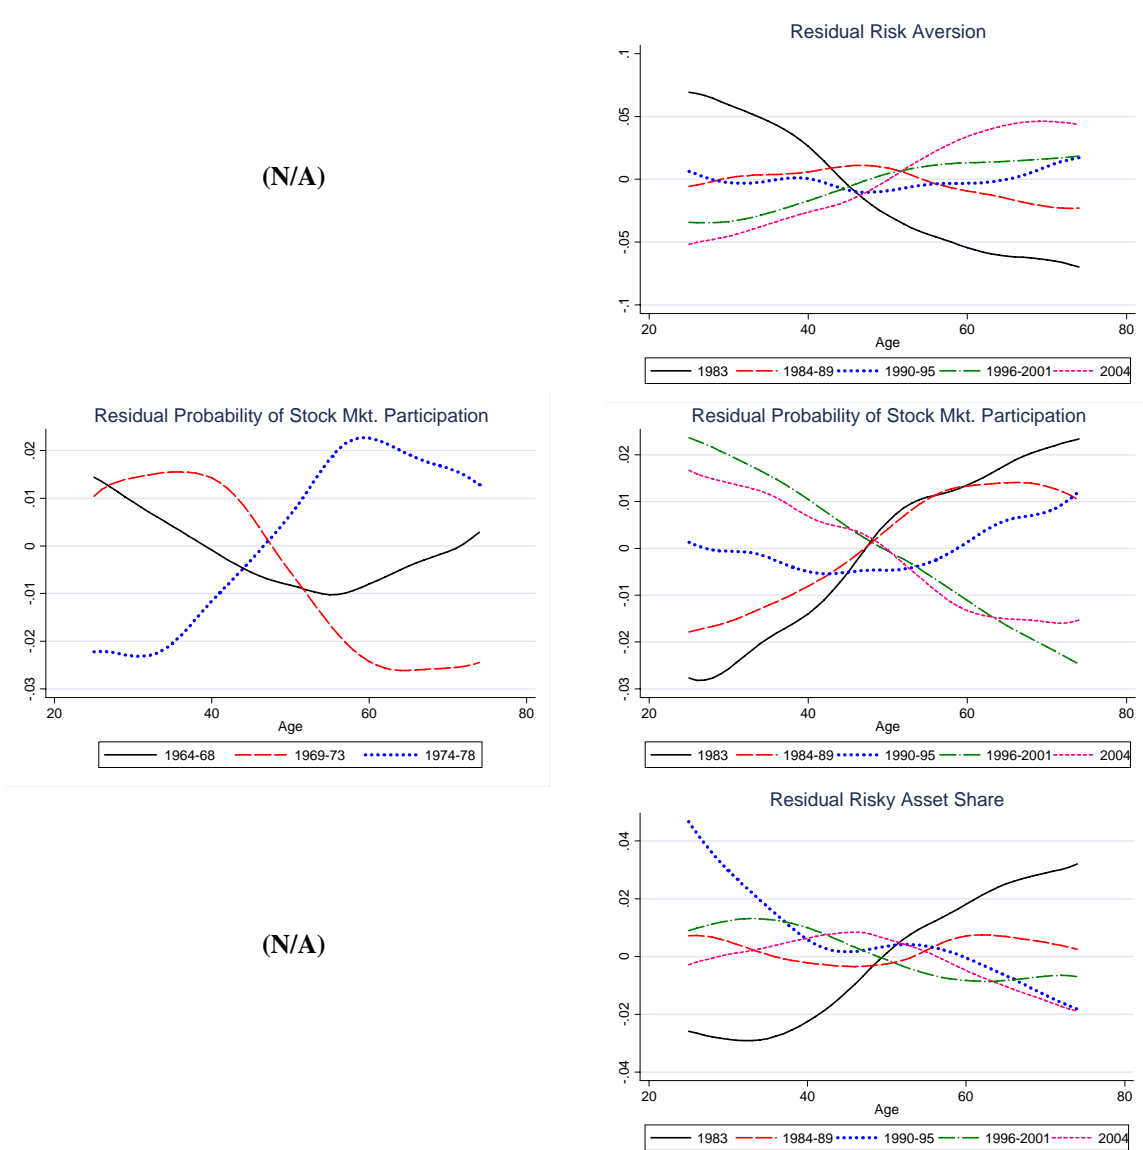 Residual Risk Aversion
.1
.05
0
-.05
-.1
20 40 60 80
Age
1983 1984-89 1990-95 1996-2001 2004
(N/A)
Residual Probability of Stock Mkt. Participation
.02
.01
0
-.01
-.02
-.03
20 40 60 80
Age
1964-68 1969-73 1974-78
Residual Probability of Stock Mkt. Participation
.02
.01
0
-.01
-.02
-.03
20 40 60 80
Age
1983 1984-89 1990-95 1996-2001 2004
(N/A)
Residual Risky Asset Share
.04
.02
0
-.02
-.04
20 40 60 80
Age
1983 1984-89 1990-95 1996-2001 2004